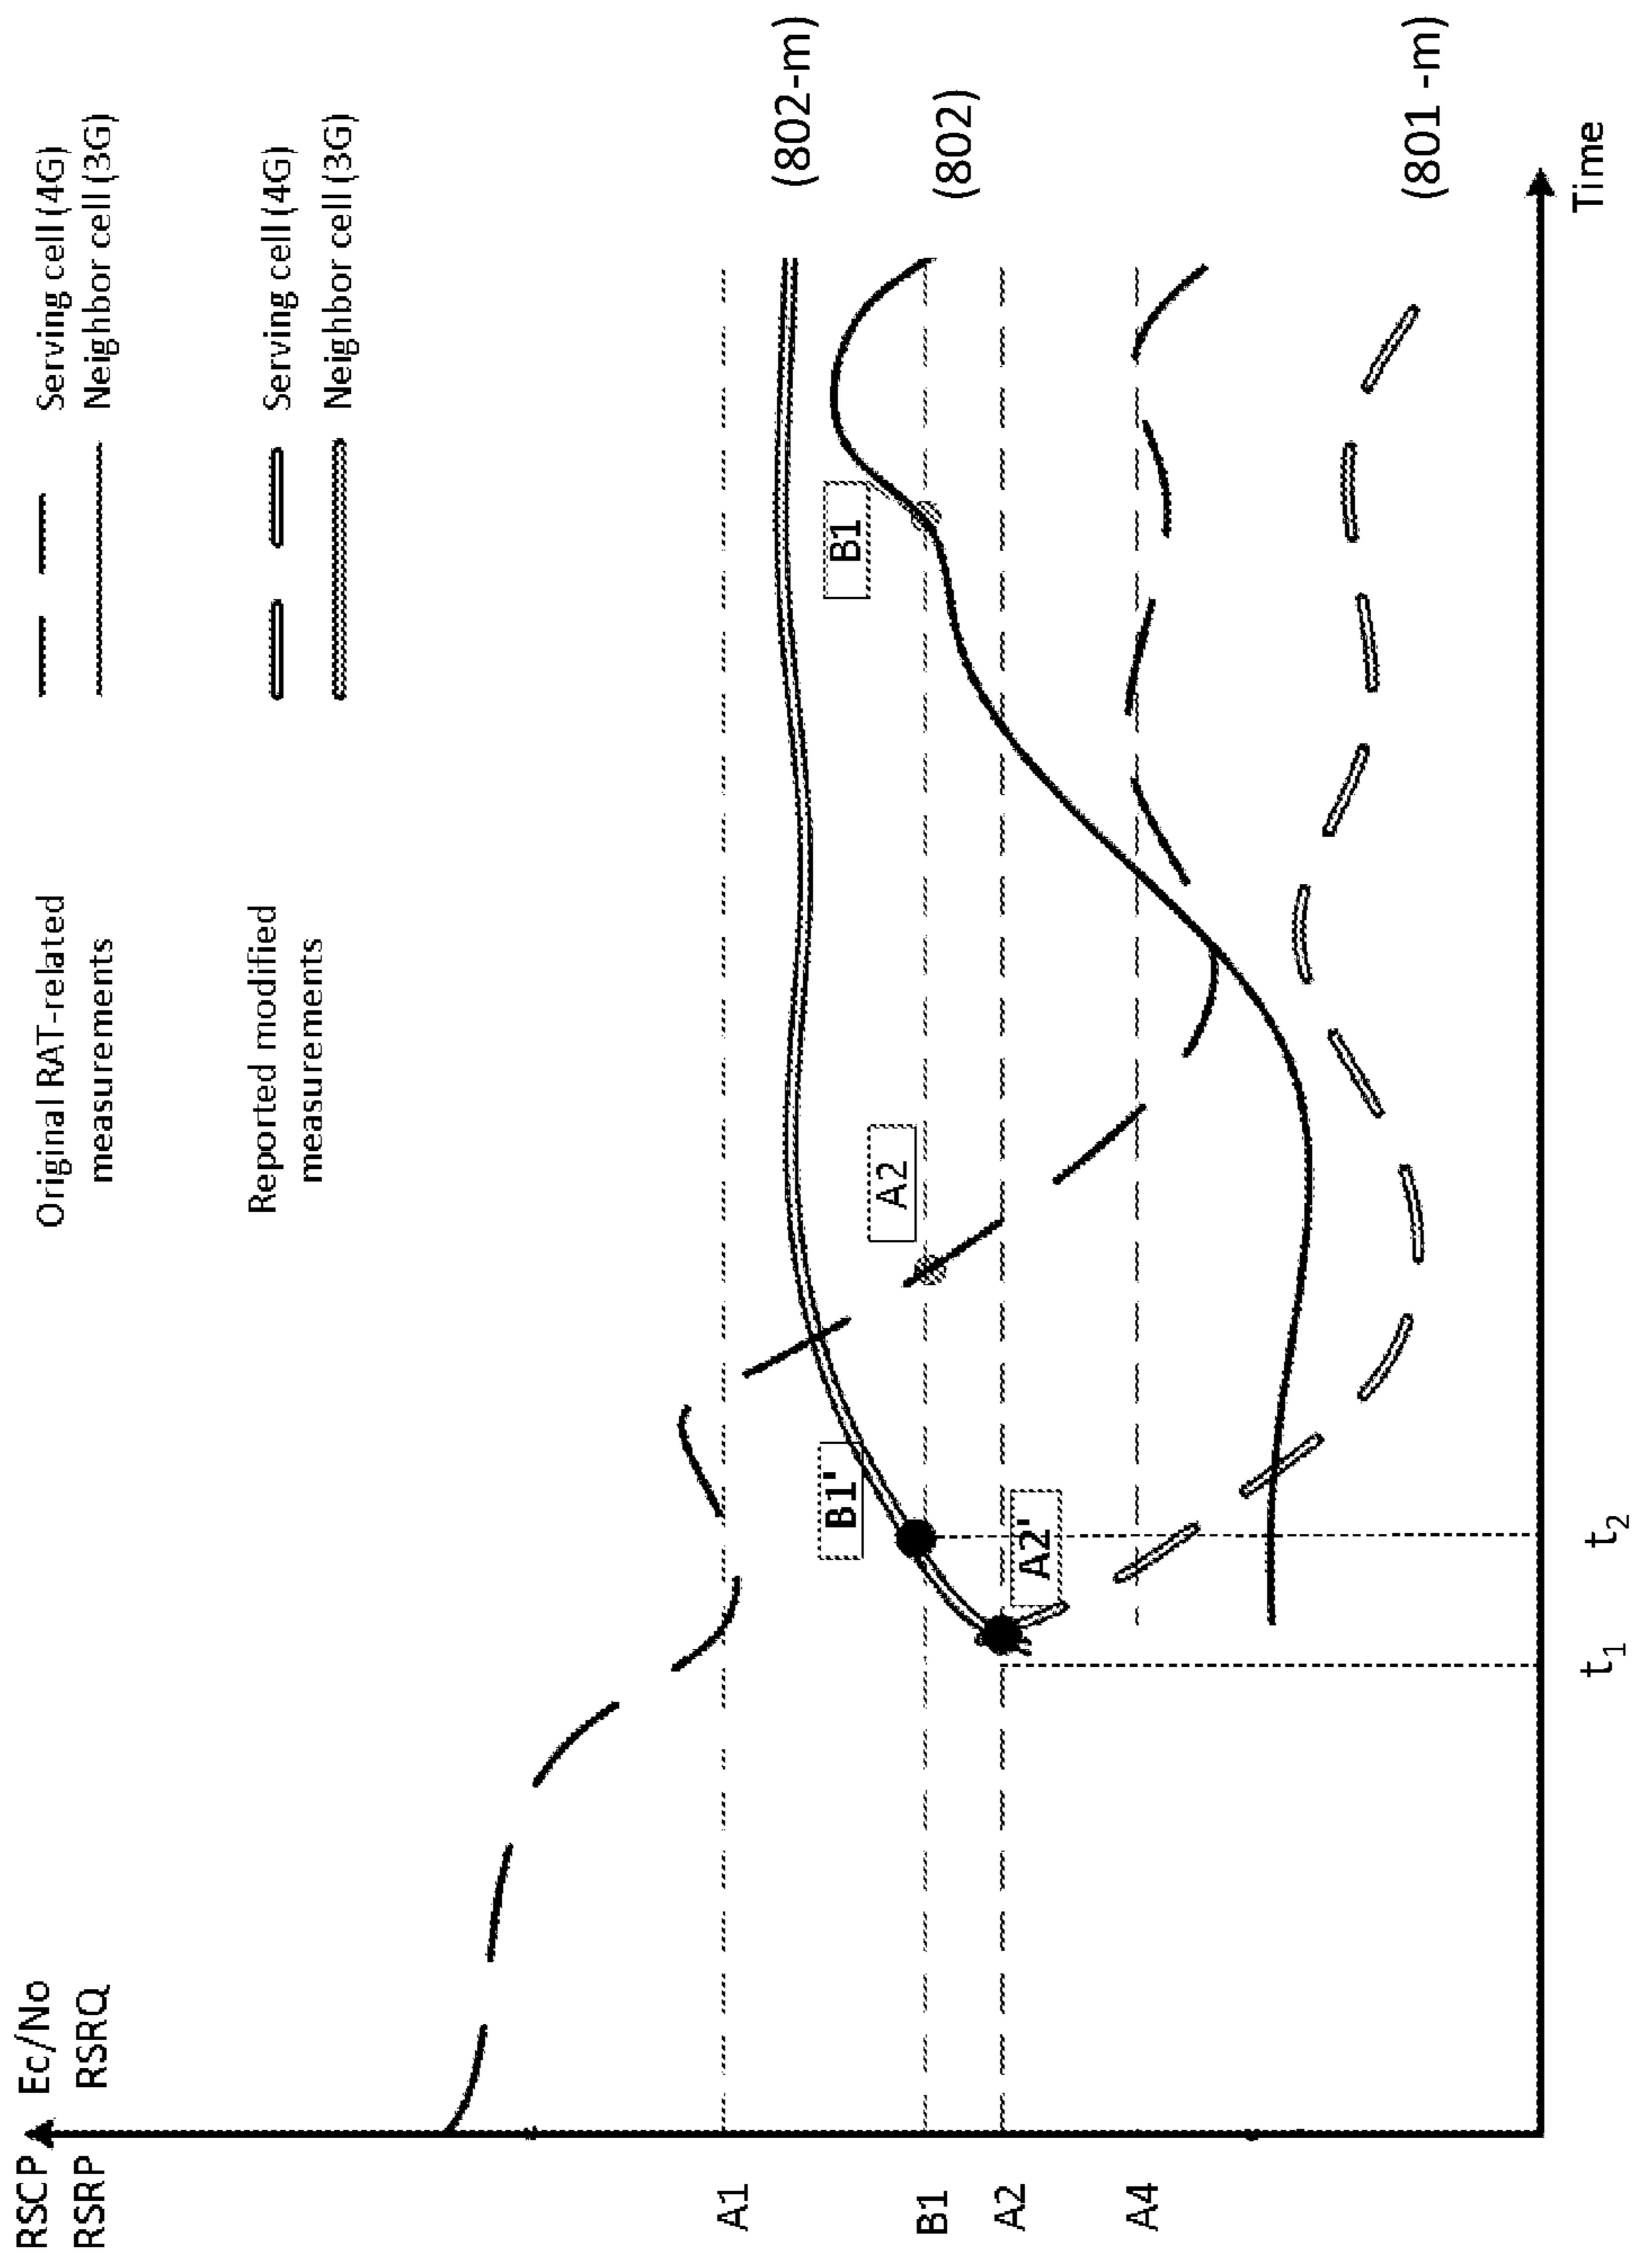 RSCP Ec/No
RSRP RSRQ
Original RAT-related
measurements
Serving cell (4G)
Neighbor cell (3G)
Reported modified
measurements
Serving cell (4G)
Neighbor cell (3G)
A1
B1
A2
A4
B1'
A2'
A2
B1
(802-m)
(802)
(801 -m)
t1
t2
Time